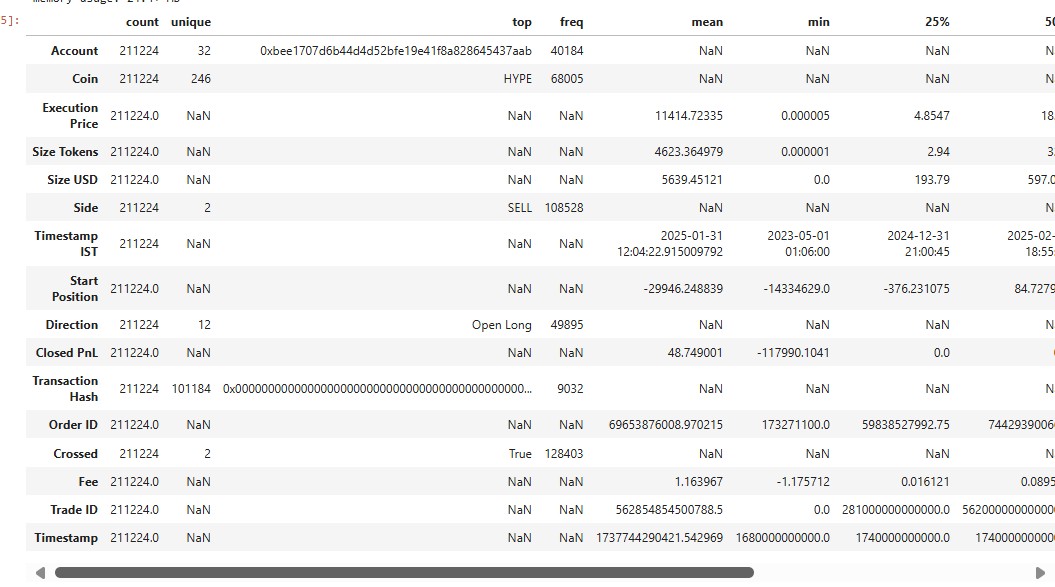 5]:
count unique top freq mean min 25% 50
Account 211224 32 0xbee1707d6b44d4d52bfe19e41f8a828645437aab 40184 NaN NaN NaN N
Coin 211224 246 HYPE 68005 NaN NaN NaN N
Execution
Price 211224.0 NaN NaN NaN 11414.72335 0.000005 4.8547 18.
Size Tokens 211224.0 NaN NaN NaN 4623.364979 0.000001 2.94 3
Size USD 211224.0 NaN NaN NaN 5639.45121 0.0 193.79 597.0
Side 211224 2 SELL 108528 NaN NaN NaN N
Timestamp
IST 211224 NaN NaN NaN 2025-01-31
12:04:22.915009792 2023-05-01
01:06:00 2024-12-31
21:00:45 2025-02-
18:55:
Start
Position 211224.0 NaN NaN NaN -29946.248839 -14334629.0 -376.231075 84.7279
Direction 211224 12 Open Long 49895 NaN NaN NaN N
Closed PnL 211224.0 NaN NaN NaN 48.749001 -117990.1041 0.0
Transaction
Hash 211224 101184 0x00000000000000000000000000000000000000000000000... 9032 NaN NaN NaN N
Order ID 211224.0 NaN NaN NaN 69653876008.970215 173271100.0 59838527992.75 7442939006
Crossed 211224 2 True 128403 NaN NaN NaN N
Fee 211224.0 NaN NaN NaN 1.163967 -1.175712 0.016121 0.0895
Trade ID 211224.0 NaN NaN NaN 562854854500788.5 0.0 281000000000000.0 56200000000000
Timestamp 211224.0 NaN NaN NaN 1737744290421.542969 1680000000000.0 1740000000000.0 174000000000